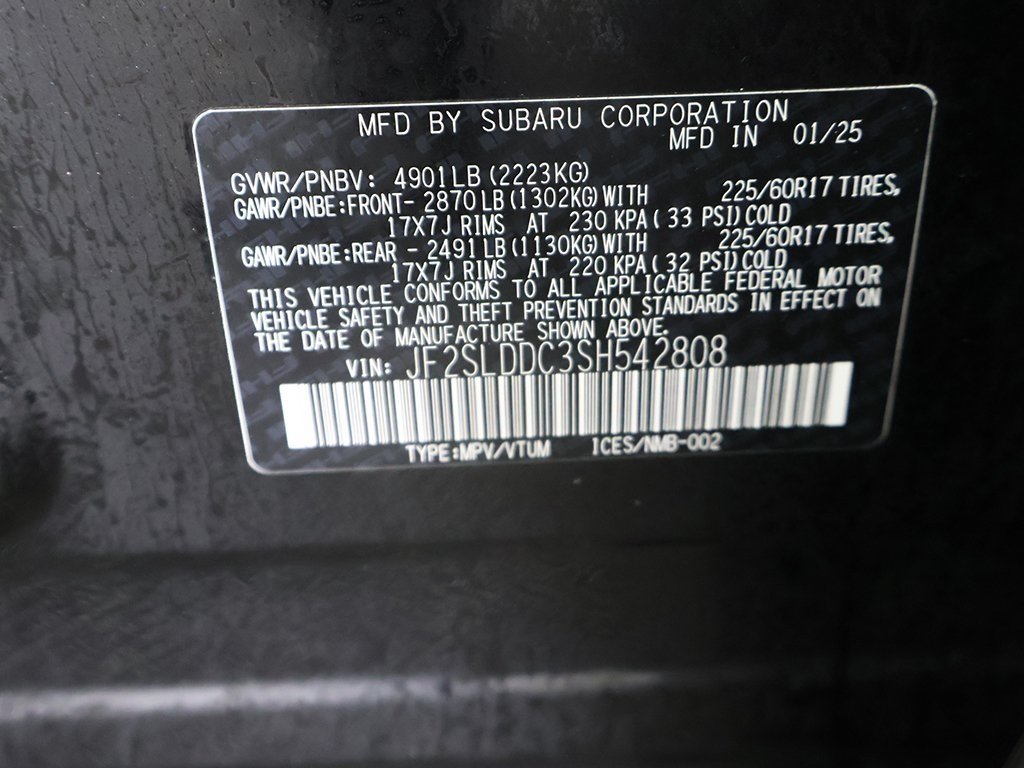 MFD BY SUBARU CORPORATION
MFD IN 01/25
GVWR/PNBV: 4901LB(2223KG)
GAWR/PNBE:FRONT- 2870LB(1302KG)WITH 225/60R17 TIRES,
17X7J RIMS AT 230 KPA( 33 PSI)COLD
GAWR/PNBE:REAR - 2491LB(1130KG)WITH 225/60R17 TIRES,
17X7J RIMS AT 220 KPA( 32 PSI)COLD
THIS VEHICLE CONFORMS TO ALL APPLICABLE FEDERAL MOTOR
VEHICLE SAFETY AND THEFT PREVENTION STANDARDS IN EFFECT ON
THE DATE OF MANUFACTURE SHOWN ABOVE.
VIN: JF2SLDDC3SH542808
TYPE:MPV/VTUM ICES/NMB-002